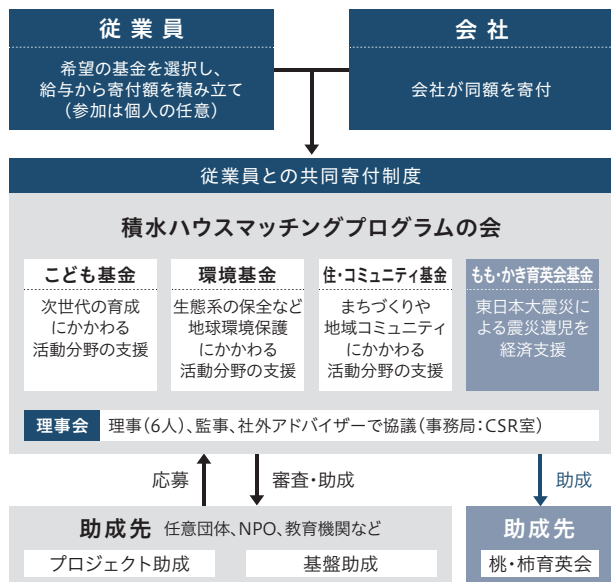 従業員
希望の基金を選択し、
給与から寄付額を積み立て
(参加は個人の任意)
会社
会社が同額を寄付
従業員との共同寄付制度
積水ハウスマッチングプログラムの会
こども基金
次世代の育成
にかかわる
活動分野の支援
環境基金
生態系の保全など
地球環境保護
にかかわる
活動分野の支援
住・コミュニティ基金
まちづくりや
地域コミュニティ
にかかわる
活動分野の支援
もも・かき育英会基金
東日本大震災に
よる震災遺児を
経済支援
理事会 理事(6人)、監事、社外アドバイザーで協議(事務局:CSR室)
応募
審査・助成
助成
助成先 任意団体、NPO、教育機関など
プロジェクト助成
基盤助成
助成先
桃・柿育英会